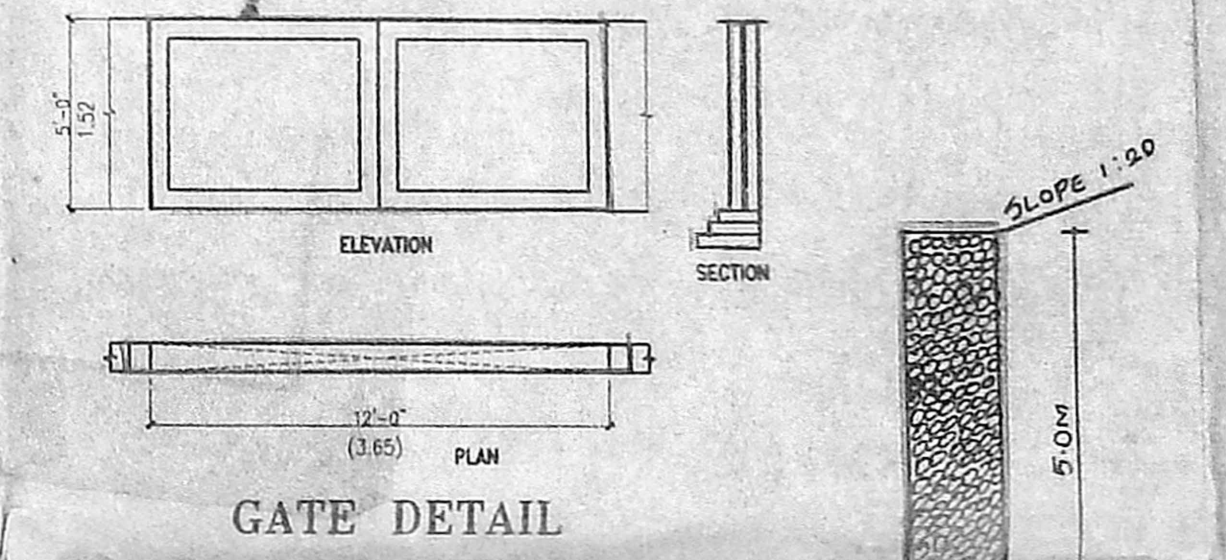 5'-0"
1.52
ELEVATION
SECTION
12'-0"
(3.65)
PLAN
GATE DETAIL
SLOPE 1:20
5.0M